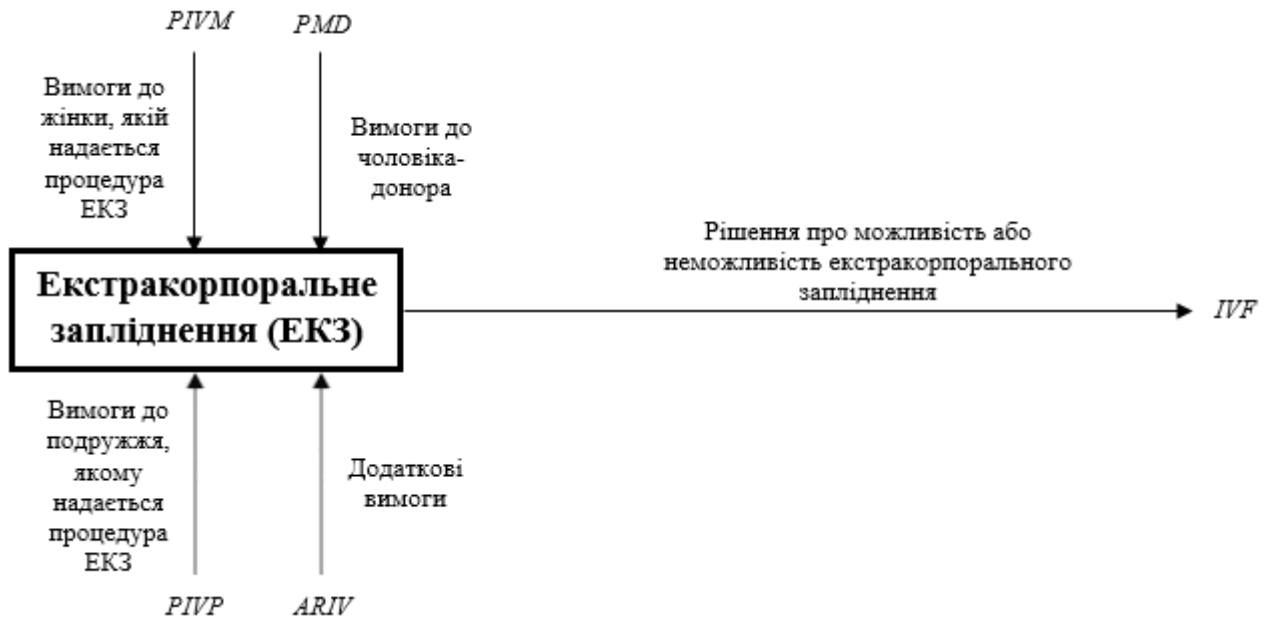 PIVM
PMD
Вимоги до
жінки, якій
надається
процедура
ЕКЗ
Вимоги до
чоловіка-
донора
Рішення про можливість або
неможливість екстракорпорального
запліднення
Екстракорпоральне
запліднення (ЕКЗ)
IVF
Вимоги до
подружжя,
якому
надається
процедура
ЕКЗ
Додаткові
вимоги
PIVP
ARIV